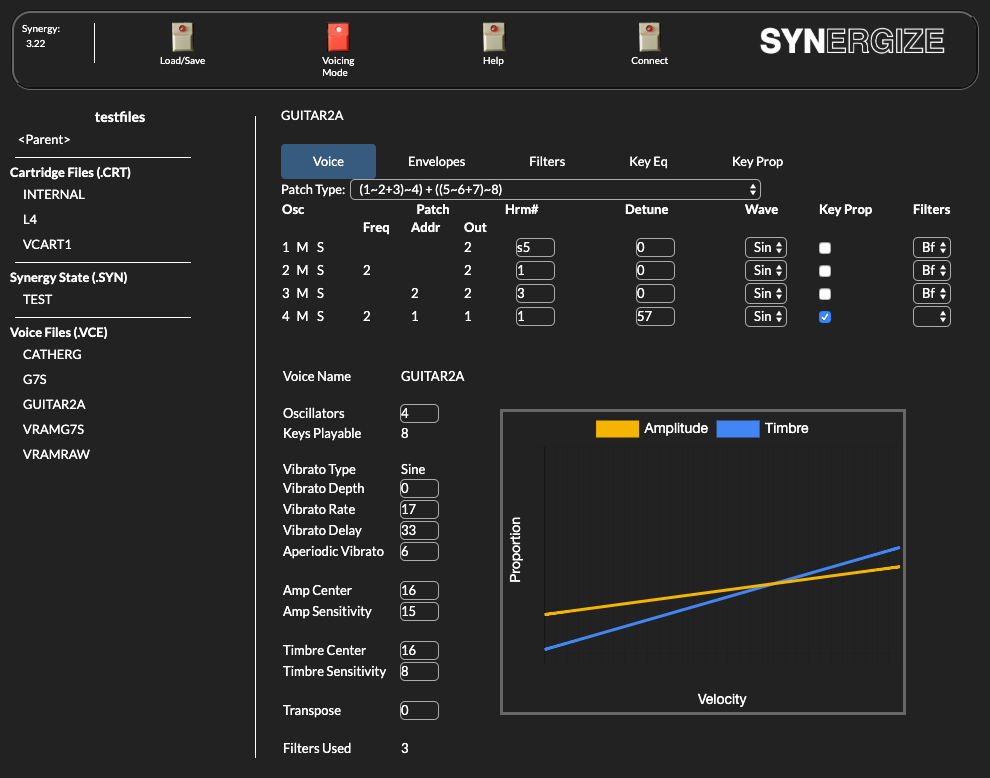 Synergy:
3.22
Load/Save
Voicing
Mode
Help
Connect
SYNERGIZE
testfiles
<Parent>
Cartridge Files (.CRT)
INTERNAL
L4
VCART1
Synergy State (.SYN)
TEST
Voice Files (.VCE)
CATHERG
G7S
GUITAR2A
VRAMG7S
VRAMRAW
GUITAR2A
Voice Envelopes Filters Key Eq Key Prop
Patch Type: (1~2+3)~4) + ((5~6+7)~8)
Osc Patch Hrm# Detune Wave Key Prop Filters
Freq Addr Out
1 M S 2 s5 0 Sin Bf
2 M S 2 2 1 0 Sin Bf
3 M S 2 2 3 0 Sin Bf
4 M S 2 1 1 1 57 Sin
Voice Name GUITAR2A
Oscillators 4
Keys Playable 8
Vibrato Type Sine
Vibrato Depth 0
Vibrato Rate 17
Vibrato Delay 33
Aperiodic Vibrato 6
Amp Center 16
Amp Sensitivity 15
Timbre Center 16
Timbre Sensitivity 8
Transpose 0
Filters Used 3
Amplitude Timbre
Proportion
Velocity